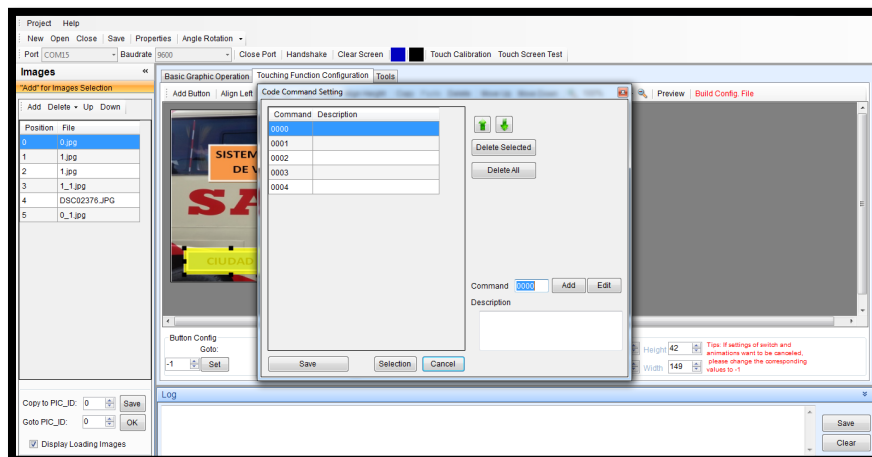 Project Help
New Open Close Save Properties Angle Rotation
Port COM15 Baudrate 9600 Close Port Handshake Clear Screen Touch Calibration Touch Screen Test
Images «
"Add" for Images Selection
Add Delete Up Down
Position File
0 0.jpg
1 1.jpg
2 1.jpg
3 1_1.jpg
4 DSC02376.JPG
5 0_1.jpg
Copy to PIC_ID: 0 Save
Goto PIC_ID: 0 OK
Display Loading Images
Basic Graphic Operation Touching Function Configuration Tools
Add Button Align Left Preview Build Config. File
SISTEM
DE V
SA
CIUDAD
Code Command Setting
Command Description
0000
0001
0002
0003
0004
Delete Selected
Delete All
Command 0000 Add Edit
Description
Save Selection Cancel
Button Config
Goto:
-1 Set
Height 42
Width 149
Tips: If settings of switch and
animations want to be canceled,
please change the corresponding
values to -1
Log
Save
Clear